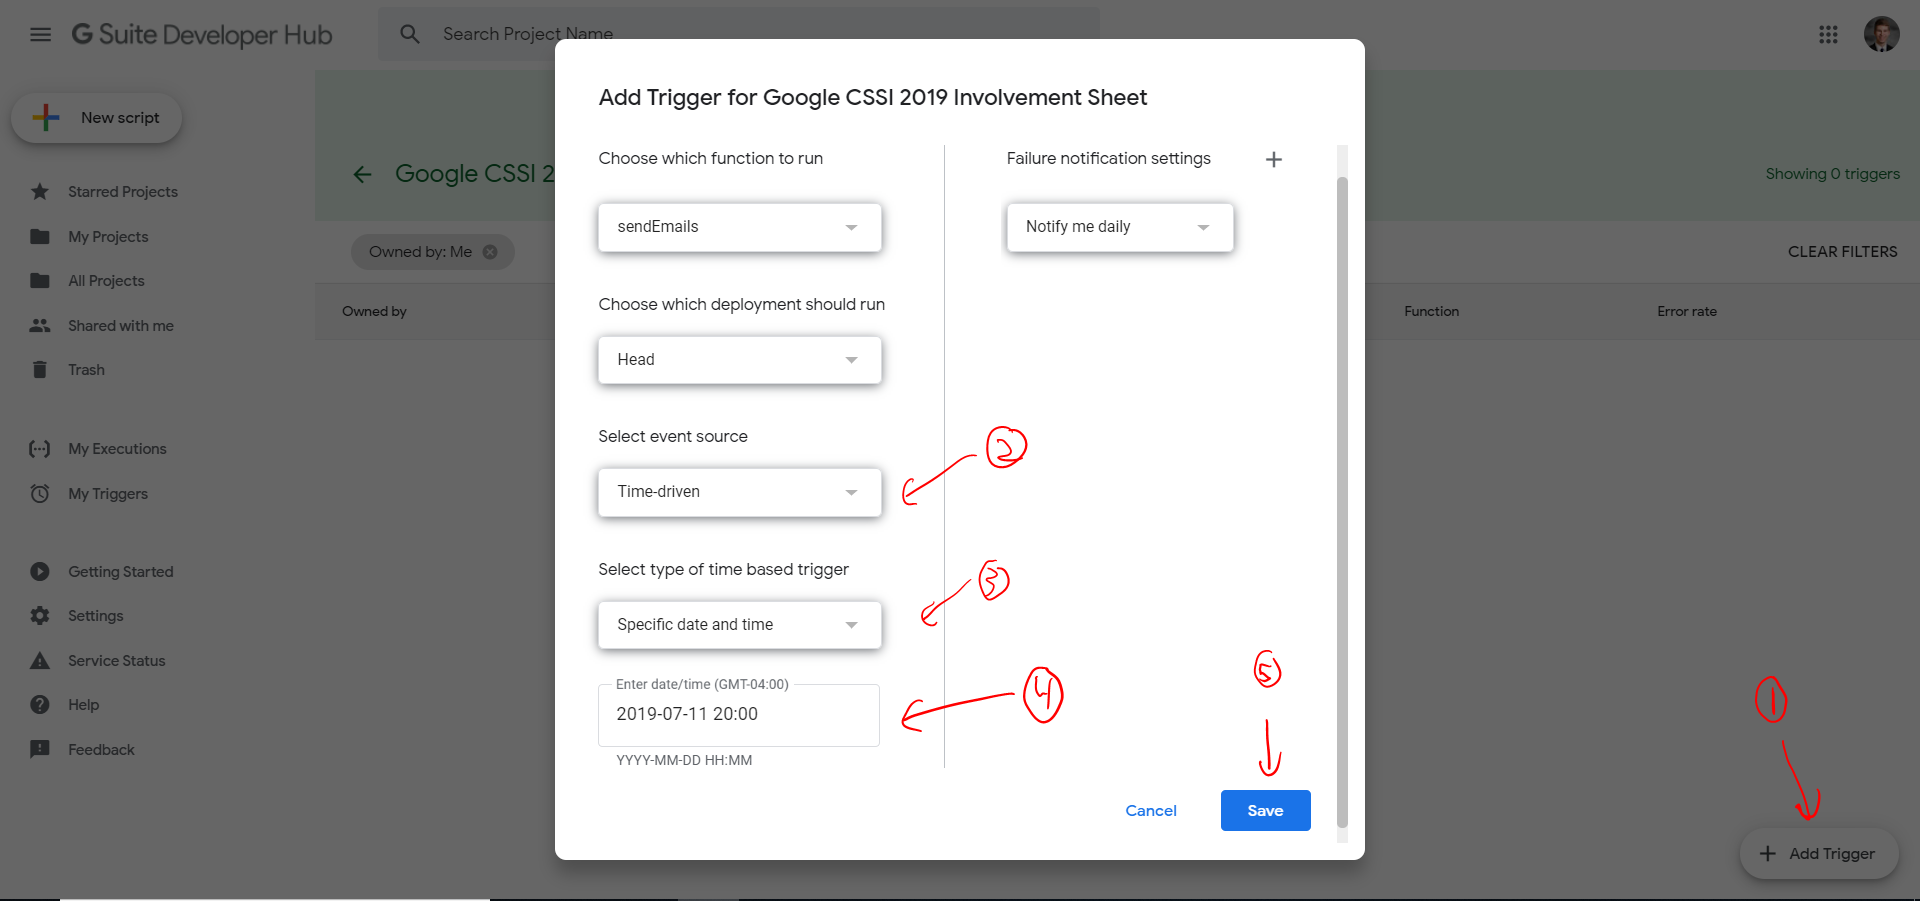 G Suite Developer Hub
Search Project Name
New script
Starred Projects
My Projects
All Projects
Shared with me
Trash
My Executions
My Triggers
Getting Started
Settings
Service Status
Help
Feedback
Google CSSI 2
Showing 0 triggers
Owned by: Me
CLEAR FILTERS
Owned by
Function
Error rate
Add Trigger for Google CSSI 2019 Involvement Sheet
Choose which function to run
sendEmails
Choose which deployment should run
Head
Select event source
Time-driven
2
Select type of time based trigger
Specific date and time
3
Enter date/time (GMT-04:00)
2019-07-11 20:00
YYYY-MM-DD HH:MM
4
Failure notification settings
Notify me daily
5
Cancel
Save
1
Add Trigger